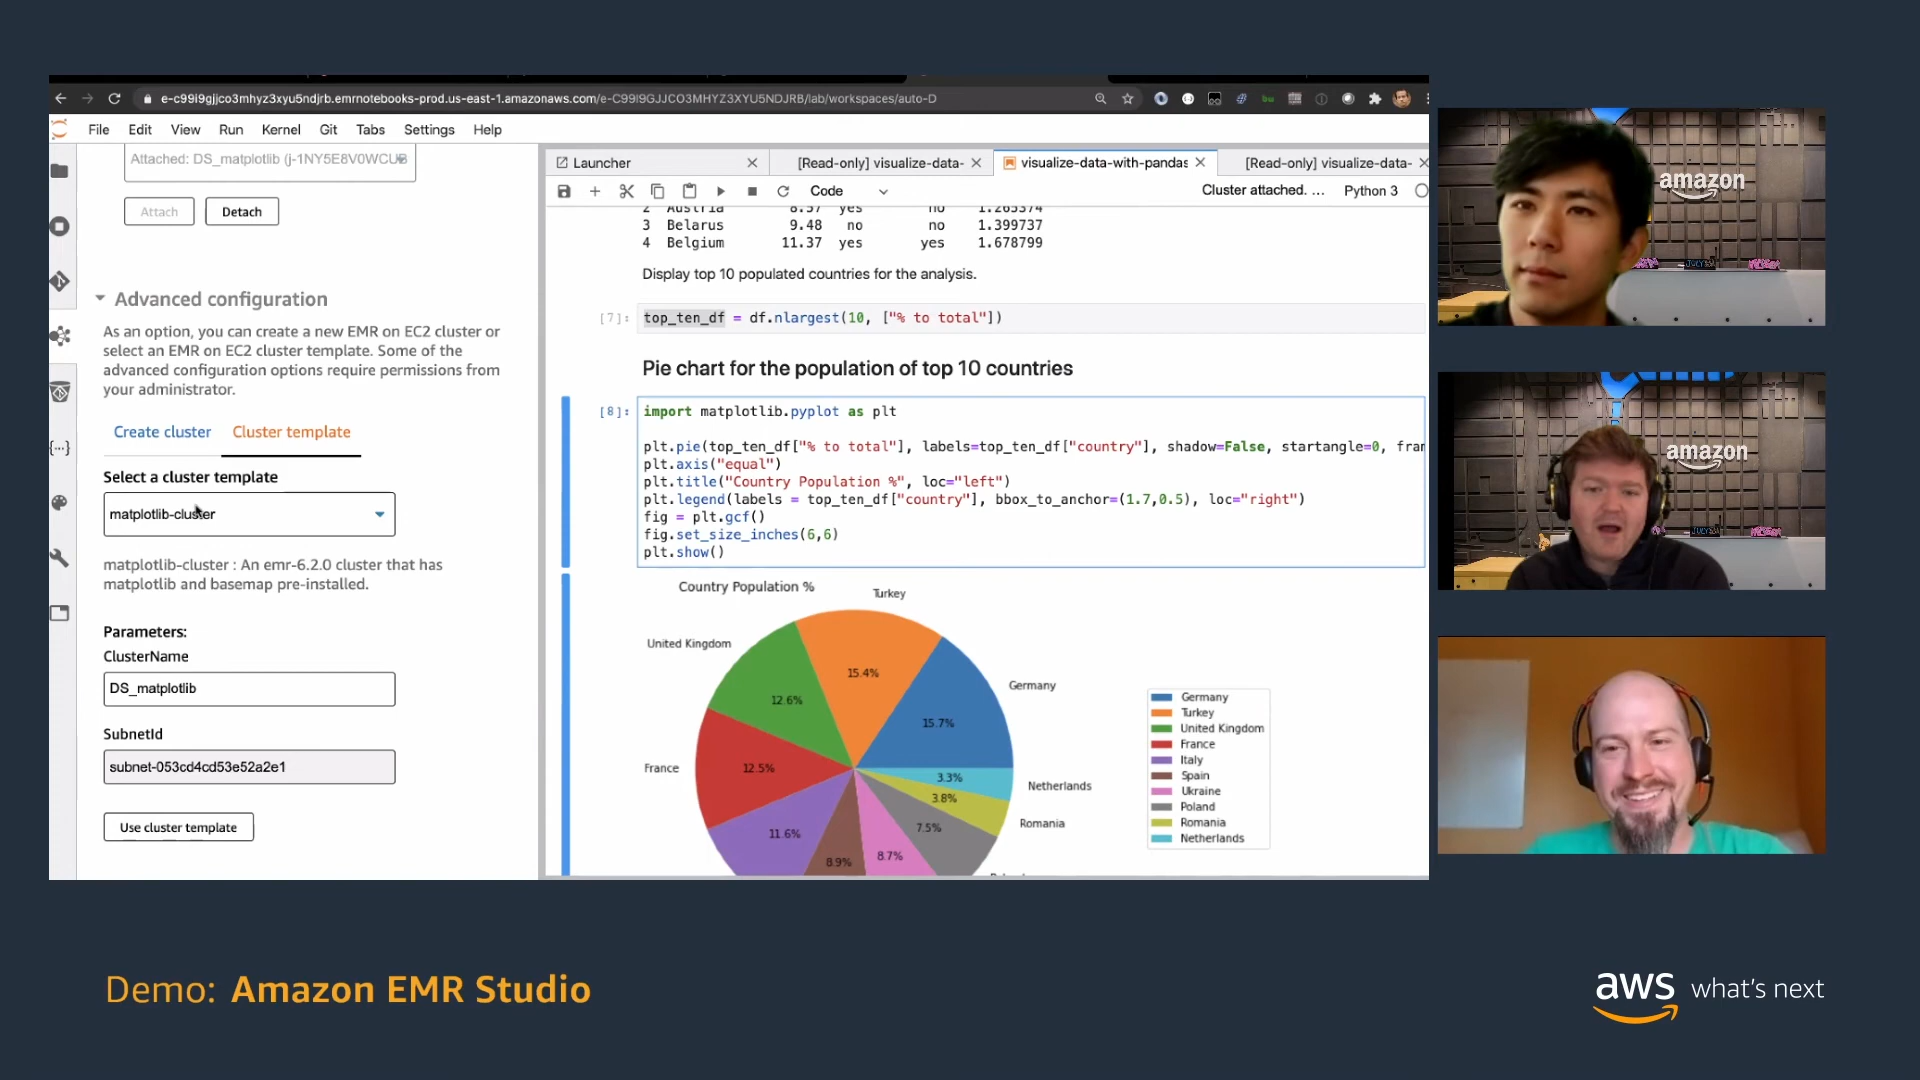 e-c99i9gjjco3mhyz3xyu5ndjrb.emrnotebooks-prod.us-east-1.amazonaws.com/e-C99I9GJJCO3MHYZ3XYU5NDJRB/lab/workspaces/auto-D
File Edit View Run Kernel Git Tabs Settings Help
Attached: DS_matplotlib (j-1NY5E8V0WCUB
Attach Detach
Advanced configuration
As an option, you can create a new EMR on EC2 cluster or
select an EMR on EC2 cluster template. Some of the
advanced configuration options require permissions from
your administrator.
Create cluster Cluster template
Select a cluster template
matplotlib-cluster
matplotlib-cluster : An emr-6.2.0 cluster that has
matplotlib and basemap pre-installed.
Parameters:
ClusterName
DS_matplotlib
SubnetId
subnet-053cd4cd53e52a2e1
Use cluster template
Launcher [Read-only] visualize-data- visualize-data-with-pandas [Read-only] visualize-data-
Code Cluster attached. ... Python 3
2 Austria 8.57 yes no 1.265374
3 Belarus 9.48 no no 1.399737
4 Belgium 11.37 yes yes 1.678799
Display top 10 populated countries for the analysis.
[7]: top_ten_df = df.nlargest(10, ["% to total"])
Pie chart for the population of top 10 countries
[8]: import matplotlib.pyplot as plt
plt.pie(top_ten_df["% to total"], labels=top_ten_df["country"], shadow=False, startangle=0, fran
plt.axis("equal")
plt.title("Country Population %", loc="left")
plt.legend(labels = top_ten_df["country"], bbox_to_anchor=(1.7,0.5), loc="right")
fig = plt.gcf()
fig.set_size_inches(6,6)
plt.show()
Country Population %
Turkey
United Kingdom
15.4%
Germany
12.6%
15.7%
France
12.5%
3.3%
Netherlands
3.8%
Romania
7.5%
11.6%
8.7%
8.9%
Germany
Turkey
United Kingdom
France
Italy
Spain
Ukraine
Poland
Romania
Netherlands
amazon
amazon
Demo: Amazon EMR Studio
aws what's next